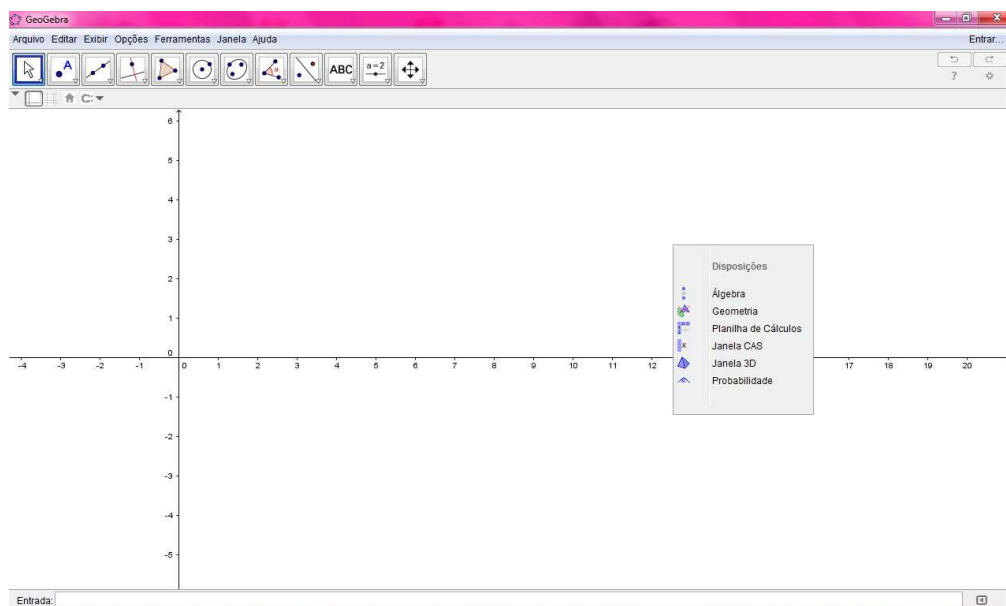 GeoGebra
Arquivo Editar Exibir Opções Ferramentas Janela Ajuda
Entrar...
A
ABC
a=2
?
6
5
4
3
2
1
0
-1
-2
-3
-4
-5
-4 -3 -2 -1 0 1 2 3 4 5 6 7 8 9 10 11 12 17 18 19 20
Disposições
Álgebra
Geometria
Planilha de Cálculos
Janela CAS
Janela 3D
Probabilidade
Entrada: